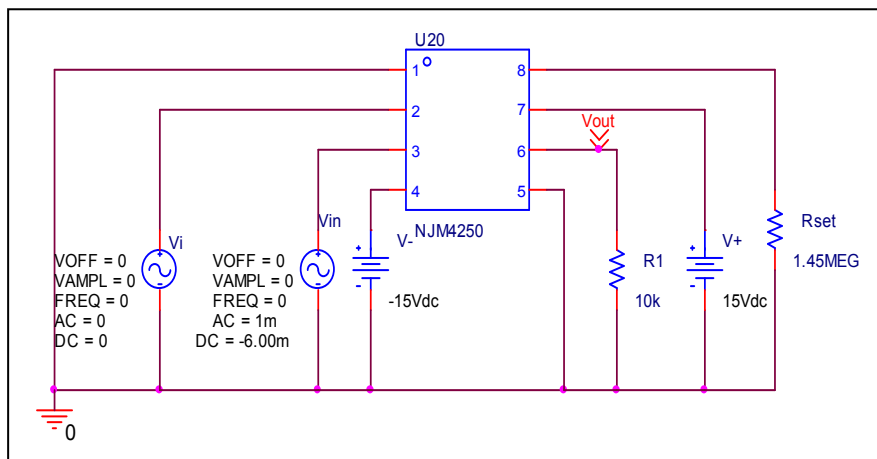 U20
1
2
3
4
8
7
6
5
NJM4250
Vout
Vi
VOFF = 0
VAMPL = 0
FREQ = 0
AC = 0
DC = 0
Vin
VOFF = 0
VAMPL = 0
FREQ = 0
AC = 1m
DC = -6.00m
V-
-15Vdc
R1
10k
V+
15Vdc
Rset
1.45MEG
0